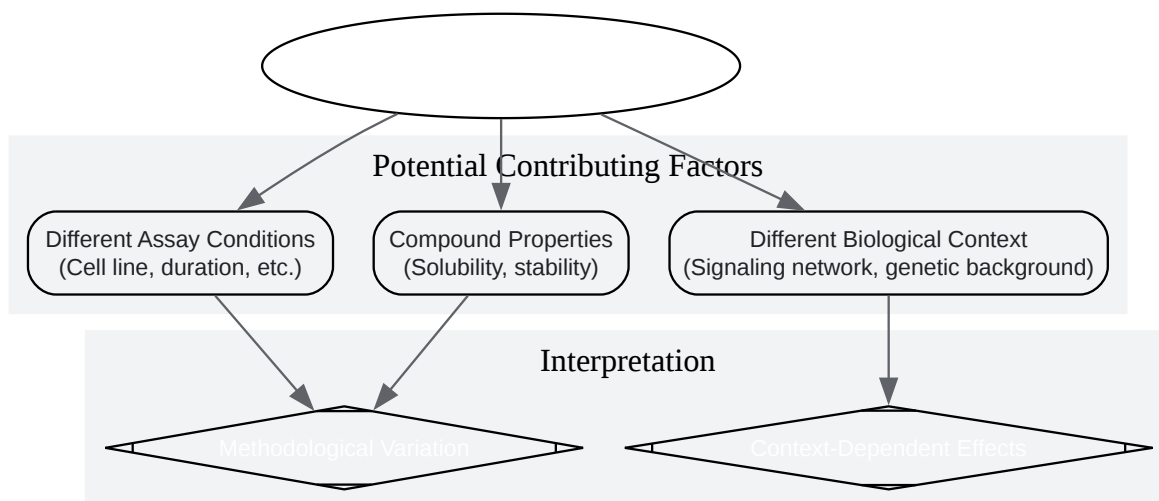 Potential Contributing Factors
Different Assay Conditions
(Cell line, duration, etc.)
Compound Properties
(Solubility, stability)
Different Biological Context
(Signaling network, genetic background)
Interpretation
Methodological Variation
Context-Dependent Effects